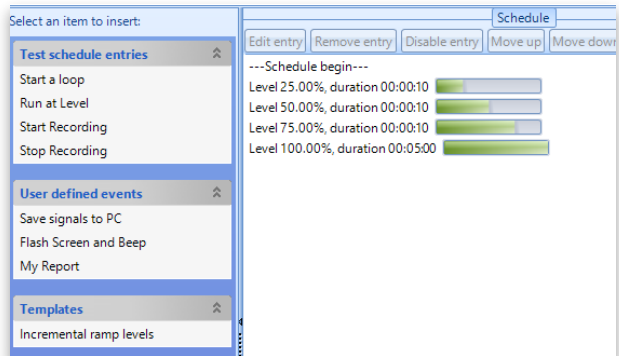 Select an item to insert:
Test schedule entries
Start a loop
Run at Level
Start Recording
Stop Recording
User defined events
Save signals to PC
Flash Screen and Beep
My Report
Templates
Incremental ramp levels
Schedule
Edit entry Remove entry Disable entry Move up Move down
---Schedule begin---
Level 25.00%, duration 00:00:10
Level 50.00%, duration 00:00:10
Level 75.00%, duration 00:00:10
Level 100.00%, duration 00:05:00